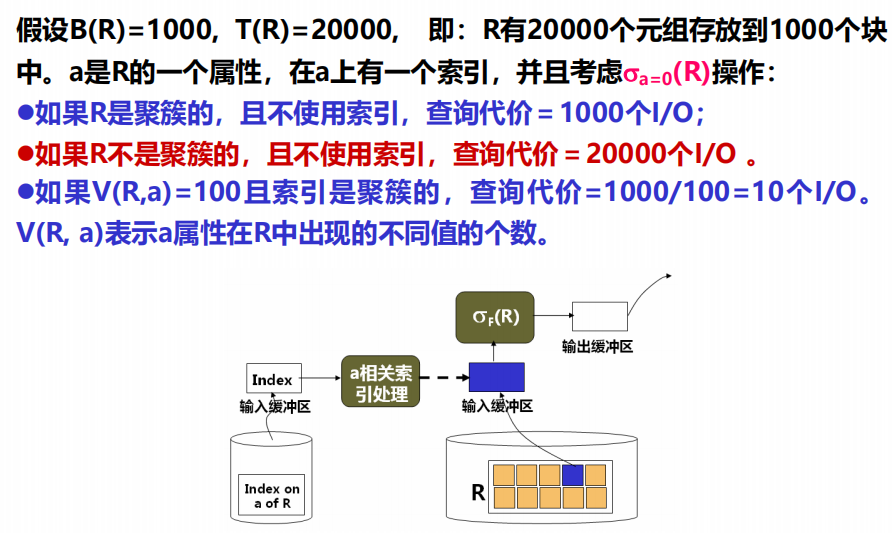 假设B(R)=1000, T(R)=20000, 即：R有20000个元组存放到1000个块
中。a是R的一个属性，在a上有一个索引，并且考虑σa=0(R)操作：
●如果R是聚簇的，且不使用索引，查询代价＝1000个I/O；
●如果R不是聚簇的，且不使用索引，查询代价＝20000个I/O 。
●如果V(R,a)=100且索引是聚簇的，查询代价=1000/100=10个I/O。
V(R, a)表示a属性在R中出现的不同值的个数。
σF(R)
输出缓冲区
Index
a相关索
引处理
输入缓冲区
输入缓冲区
Index on
a of R
R